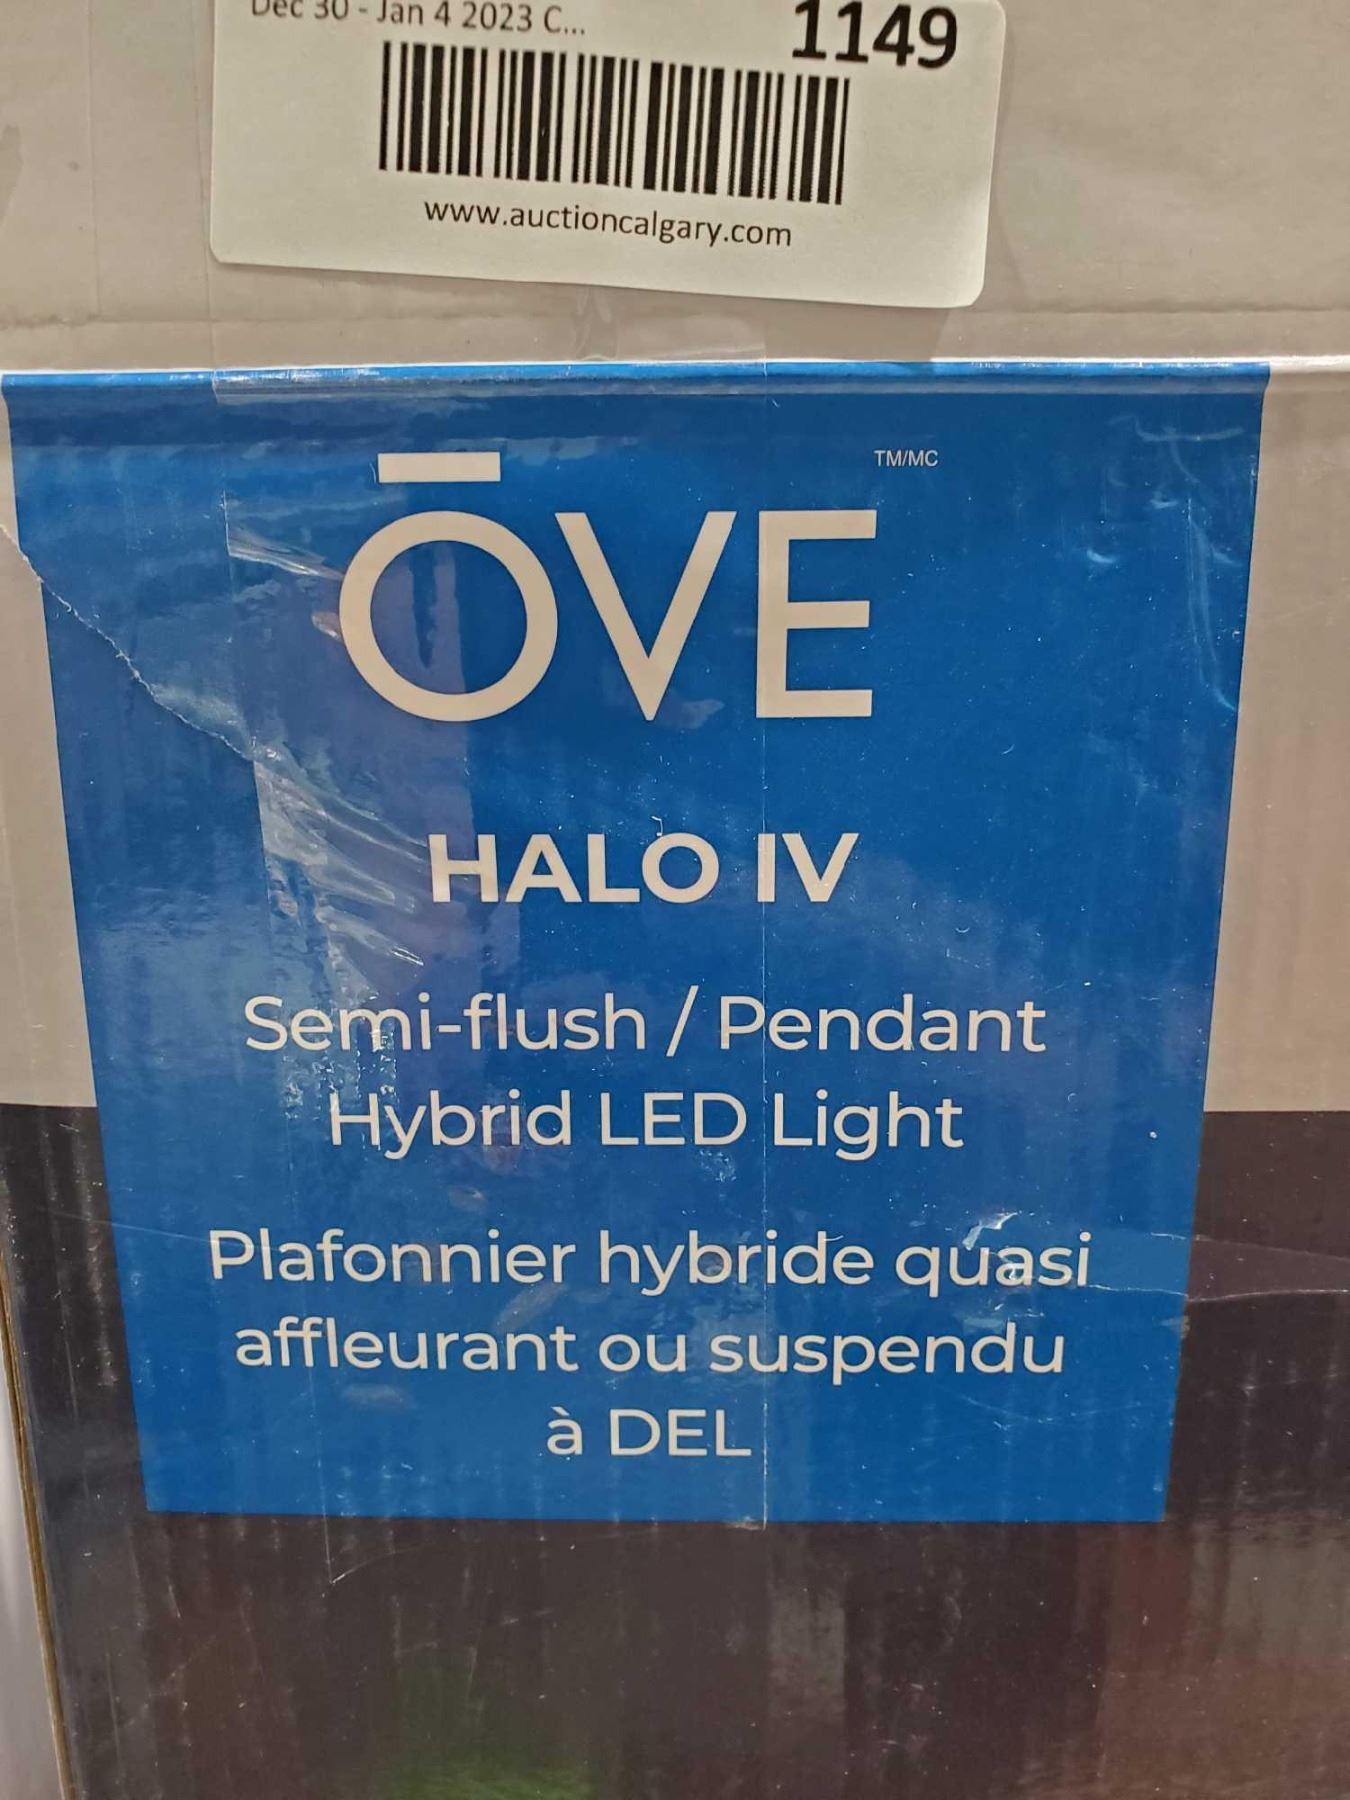 Dec 30 - Jan 4 2023 C...
1149
www.auctioncalgary.com
ŌVE
TM/MC
HALO IV
Semi-flush / Pendant
Hybrid LED Light
Plafonnier hybride quasi
affleurant ou suspendu
à DEL